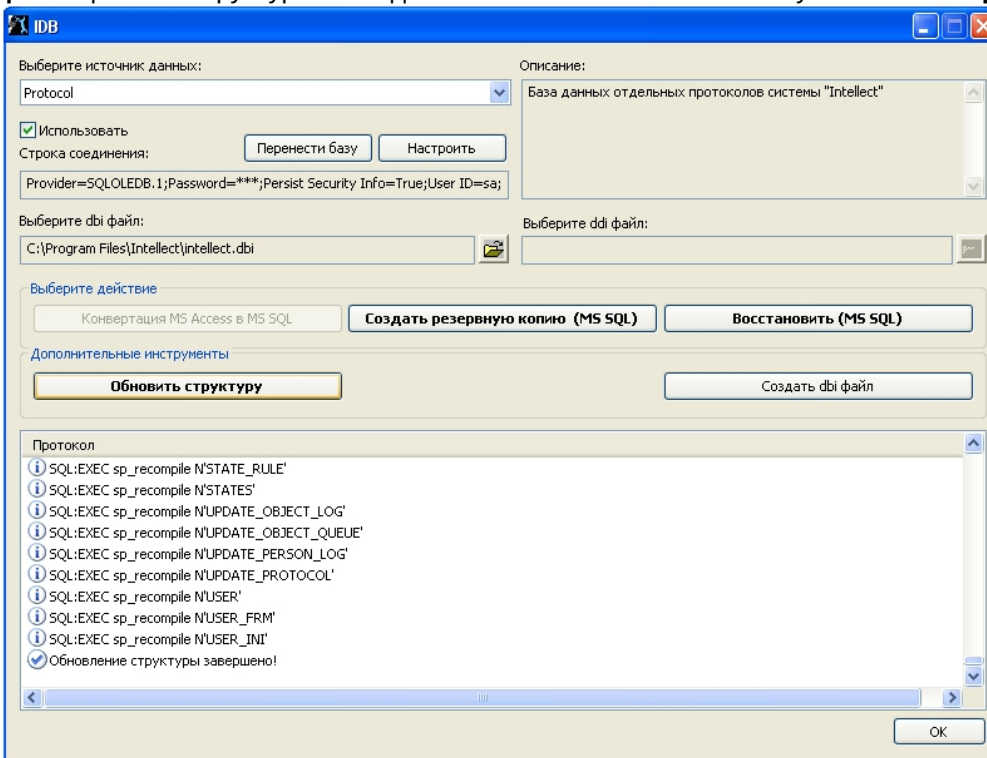 IDB
Выберите источник данных:
Описание:
Protocol
База данных отдельных протоколов системы "Intellect"
Использовать
Строка соединения:
Перенести базу
Настроить
Provider=SQLOLEDB.1;Password=***;Persist Security Info=True;User ID=sa;
Выберите dbi файл:
Выберите ddi файл:
C:\Program Files\Intellect\intellect.dbi
Выберите действие
Конвертация MS Access в MS SQL
Создать резервную копию (MS SQL)
Восстановить (MS SQL)
Дополнительные инструменты
Обновить структуру
Создать dbi файл
Протокол
SQL:EXEC sp_recompile N'STATE_RULE'
SQL:EXEC sp_recompile N'STATES'
SQL:EXEC sp_recompile N'UPDATE_OBJECT_LOG'
SQL:EXEC sp_recompile N'UPDATE_OBJECT_QUEUE'
SQL:EXEC sp_recompile N'UPDATE_PERSON_LOG'
SQL:EXEC sp_recompile N'UPDATE_PROTOCOL'
SQL:EXEC sp_recompile N'USER'
SQL:EXEC sp_recompile N'USER_FRM'
SQL:EXEC sp_recompile N'USER_INI'
Обновление структуры завершено!
OK